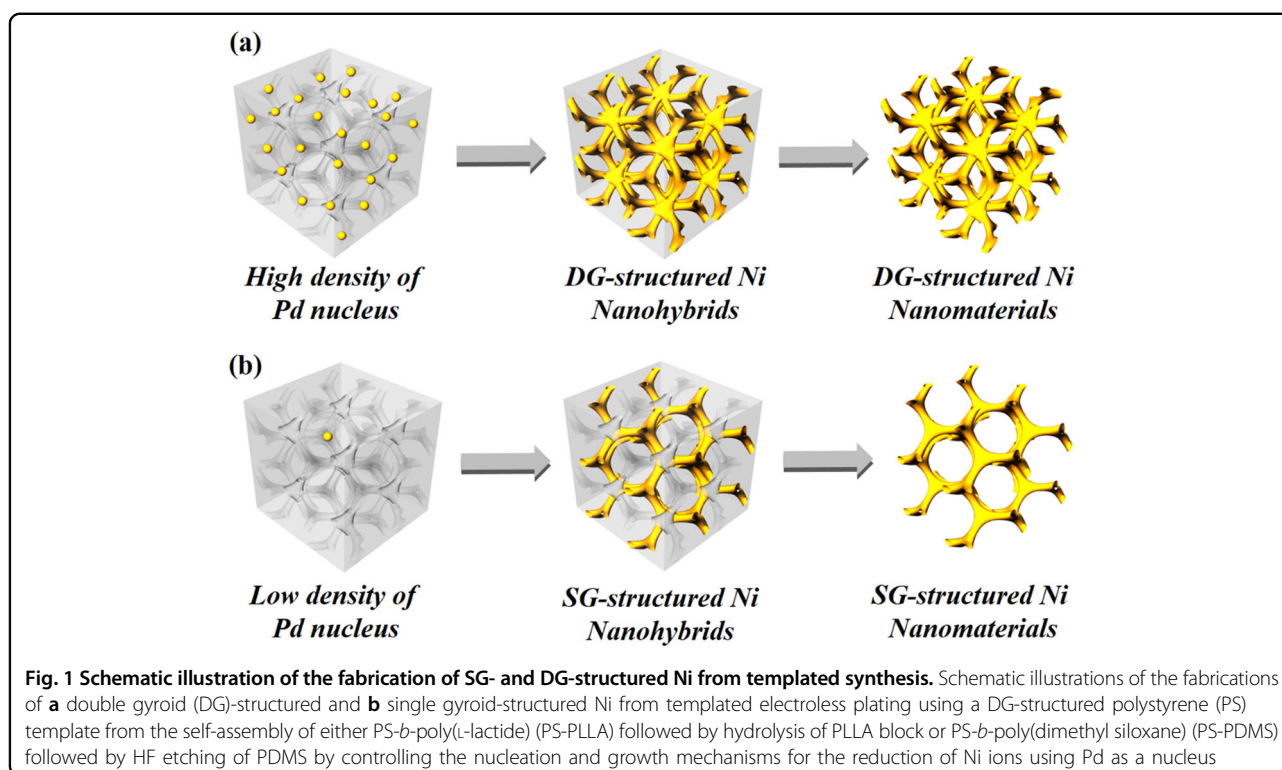 (a)
High density of
Pd nucleus
DG-structured Ni
Nanohybrids
DG-structured Ni
Nanomaterials
(b)
Low density of
Pd nucleus
SG-structured Ni
Nanohybrids
SG-structured Ni
Nanomaterials
Fig. 1 Schematic illustration of the fabrication of SG- and DG-structured Ni from templated synthesis. Schematic illustrations of the fabrications
of a double gyroid (DG)-structured and b single gyroid-structured Ni from templated electroless plating using a DG-structured polystyrene (PS)
template from the self-assembly of either PS-b-poly(ʟ-lactide) (PS-PLLA) followed by hydrolysis of PLLA block or PS-b-poly(dimethyl siloxane) (PS-PDMS)
followed by HF etching of PDMS by controlling the nucleation and growth mechanisms for the reduction of Ni ions using Pd as a nucleus